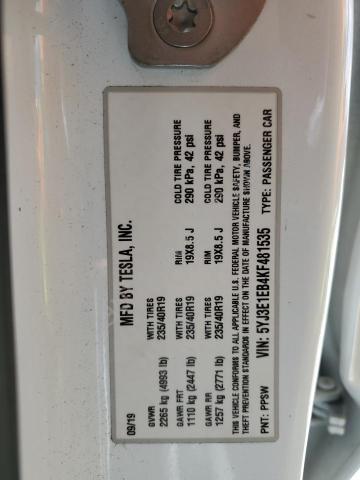 MFD BY TESLA, INC.
09/19
GVWR
2265 kg (4993 lb)
WITH TIRES
235/40R19
RIM
19X8.5 J
COLD TIRE PRESSURE
290 kPa, 42 psi
GAWR FRT
1110 kg (2447 lb)
WITH TIRES
235/40R19
RIM
19X8.5 J
COLD TIRE PRESSURE
290 kPa, 42 psi
GAWR RR
1257 kg (2771 lb)
WITH TIRES
235/40R19
RIM
19X8.5 J
COLD TIRE PRESSURE
290 kPa, 42 psi
THIS VEHICLE CONFORMS TO ALL APPLICABLE U.S. FEDERAL MOTOR VEHICLE SAFETY, BUMPER, AND
THEFT PREVENTION STANDARDS IN EFFECT ON THE DATE OF MANUFACTURE SHOWN ABOVE.
VIN: 5YJ3E1EB4KF481535
PNT: PPSW
TYPE: PASSENGER CAR